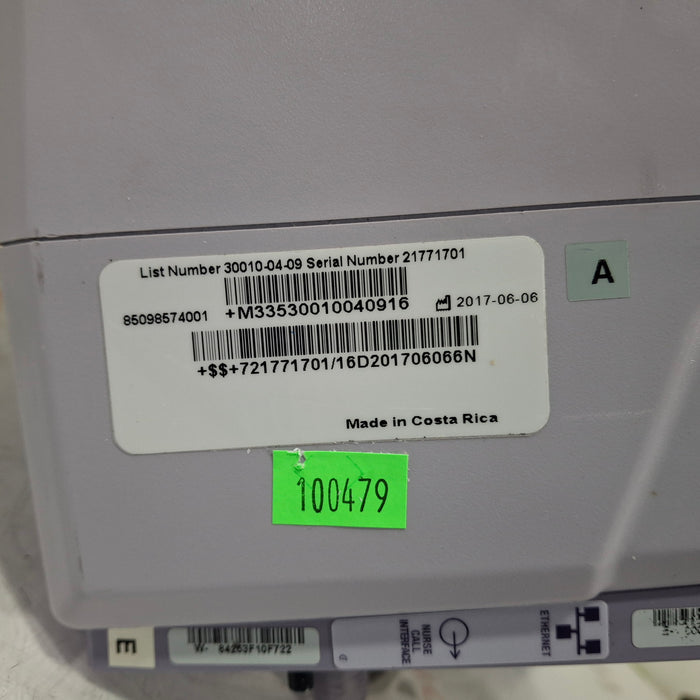 List Number 30010-04-09 Serial Number 21771701
+M33530010040916
85098574001
2017-06-06
+$$+721771701/16D201706066N
Made in Costa Rica
A
100479
E
W- 84253F10F722
NURSE
CALL
INTERFACE
ETHERNET